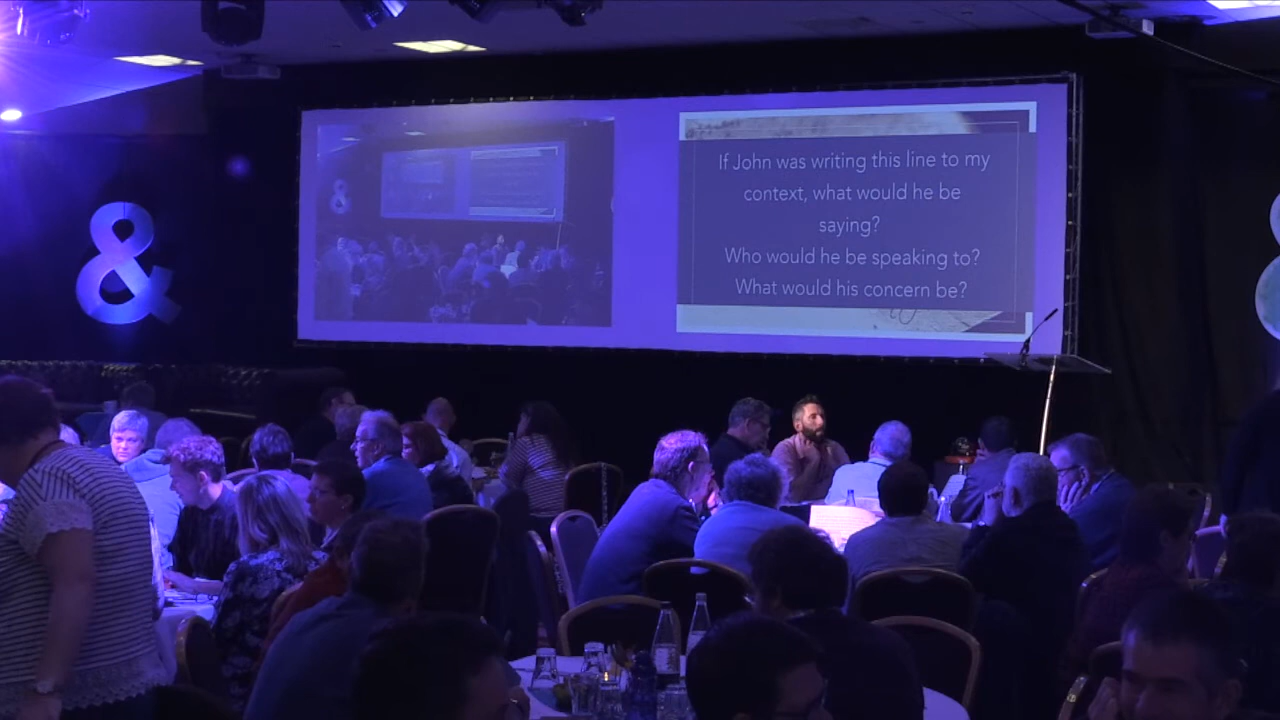 &
If John was writing this line to my
context, what would he be
saying?
Who would he be speaking to?
What would his concern be?